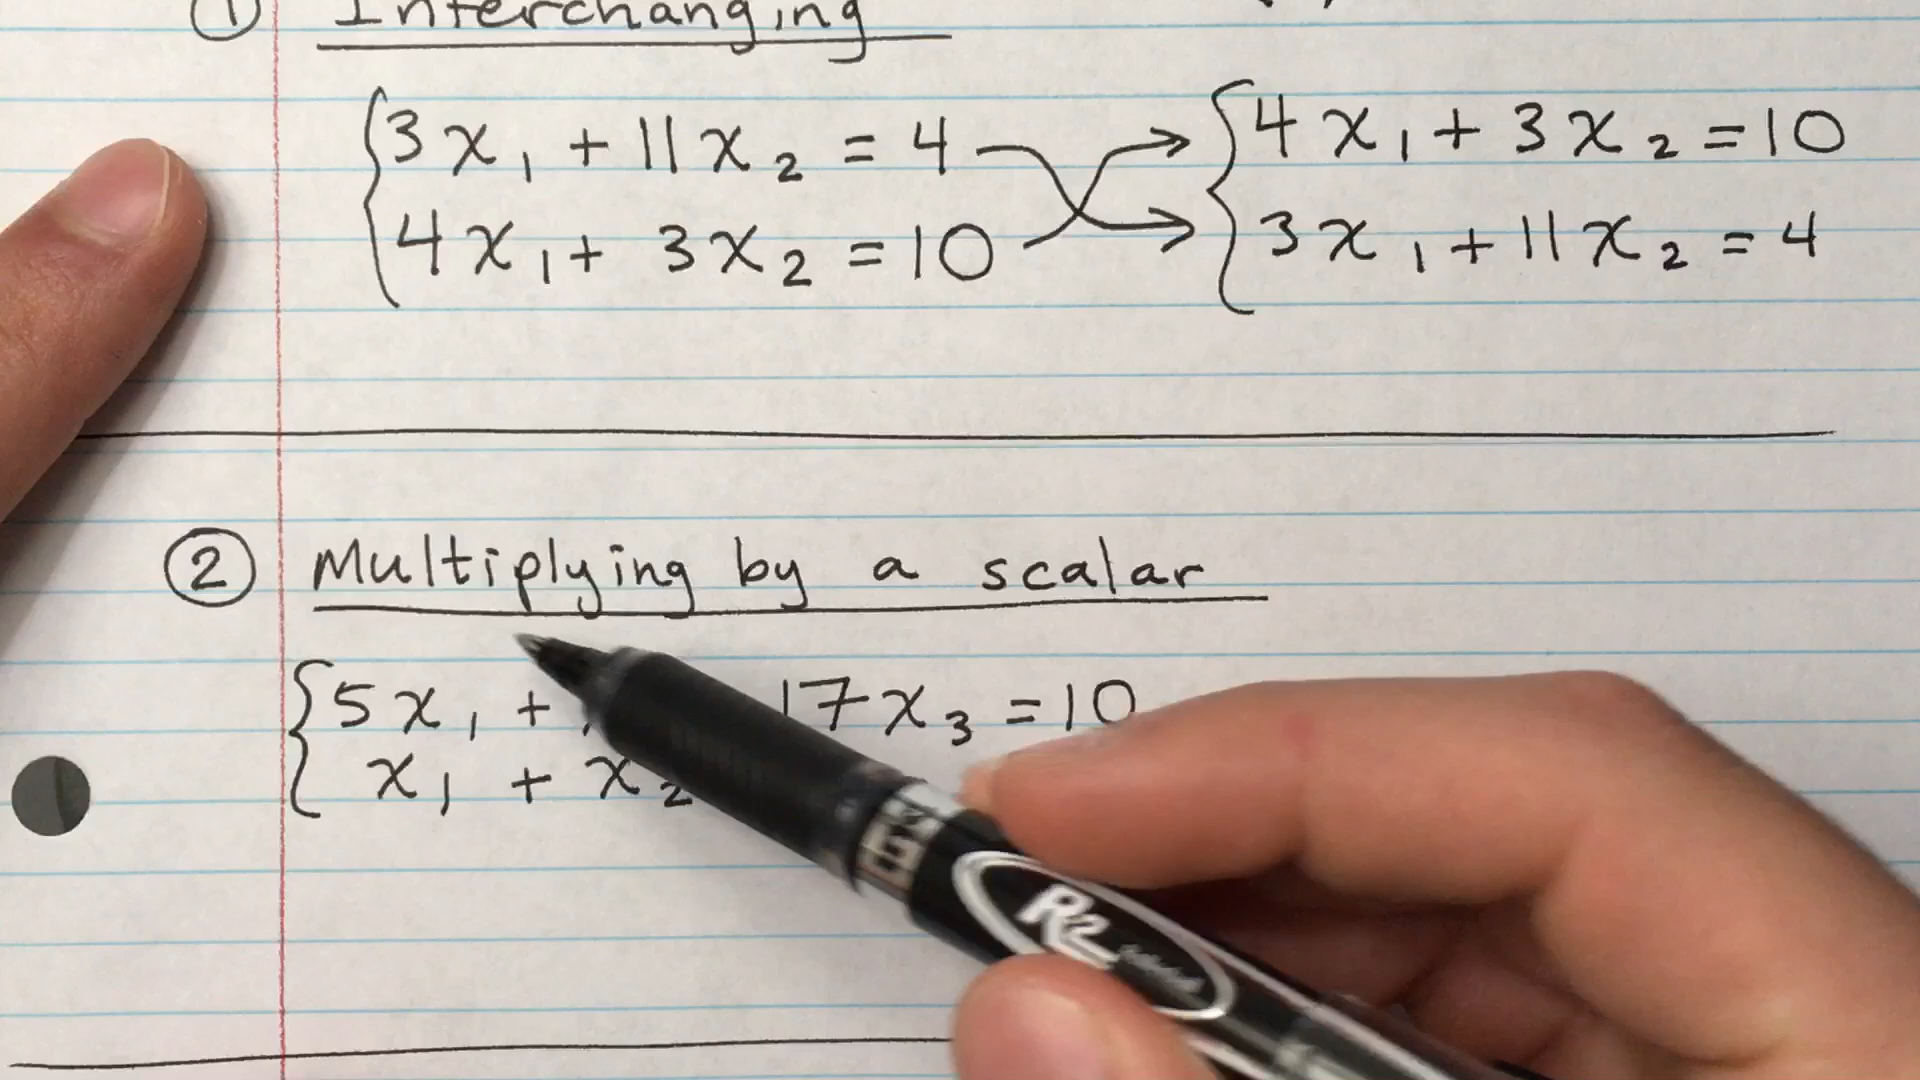 ① Interchanging
3x₁ + 11x₂ = 4
4x₁ + 3x₂ = 10
4x₁ + 3x₂ = 10
3x₁ + 11x₂ = 4
② Multiplying by a scalar
5x₁ + 17x₃ = 10
x₁ + x₂
R2